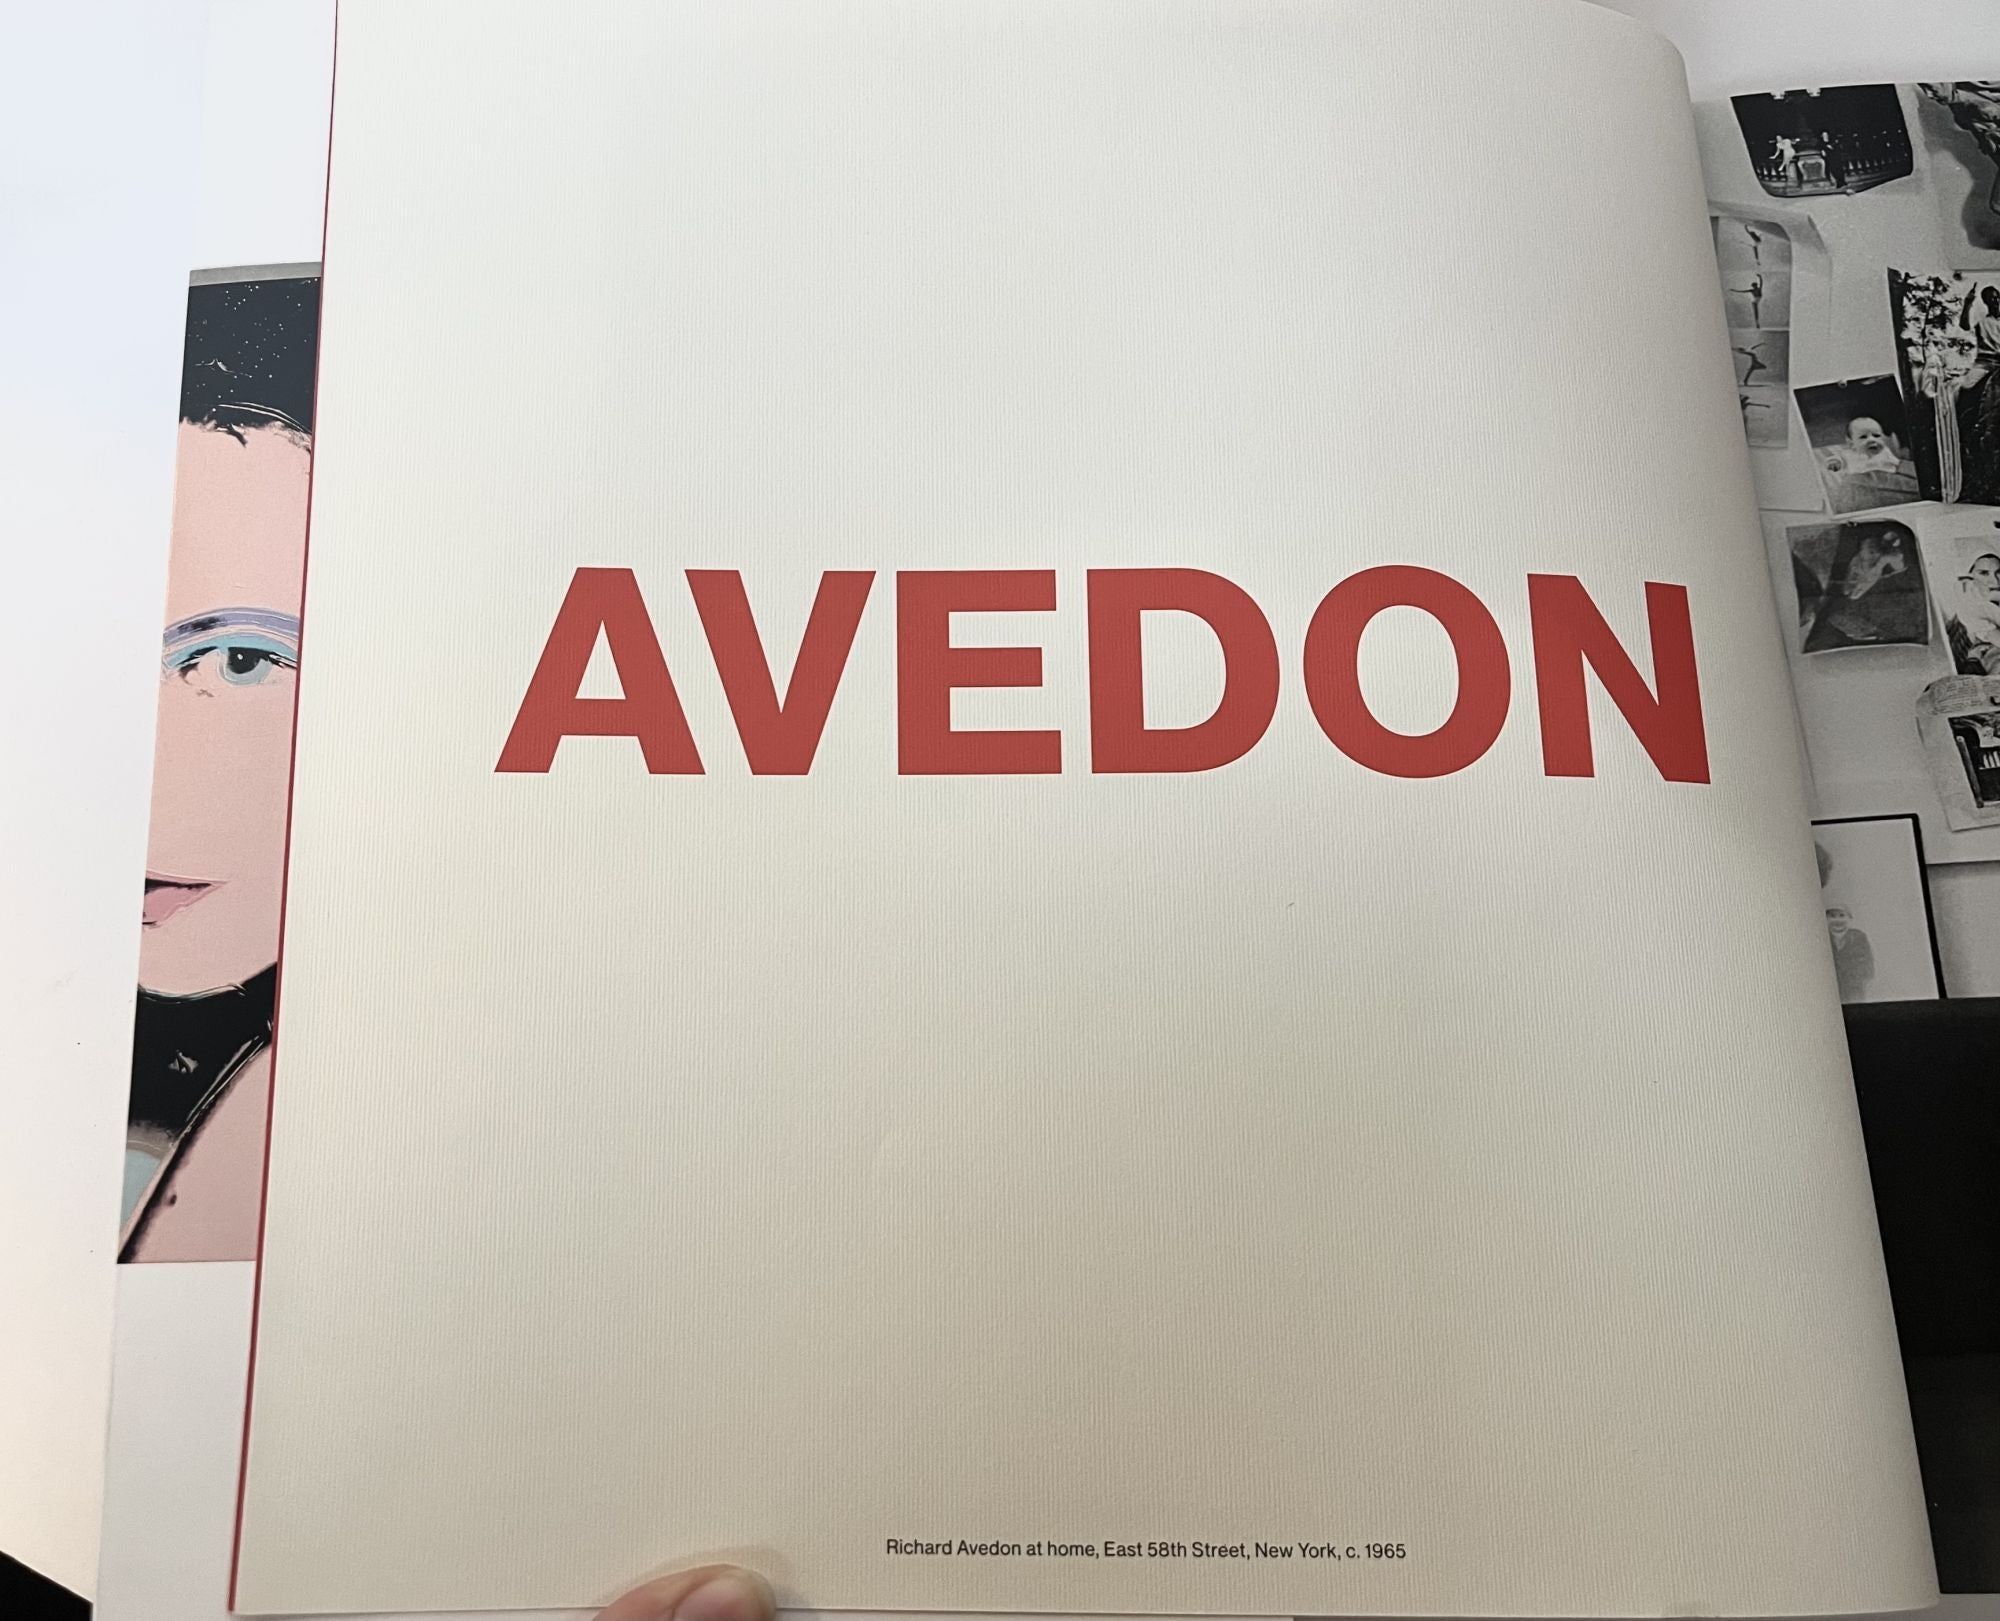 AVEDON
Richard Avedon at home, East 58th Street, New York, c. 1965